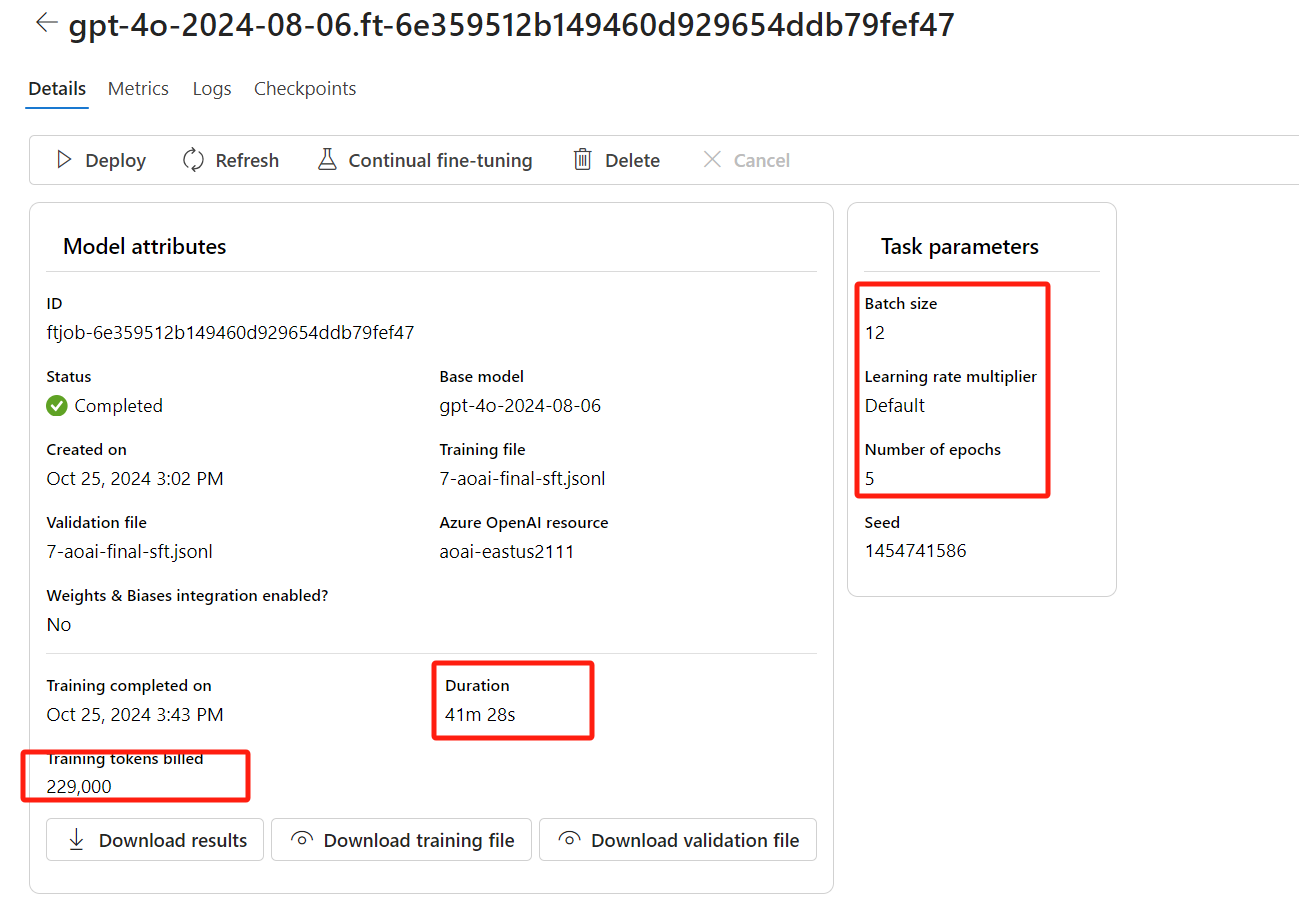 gpt-4o-2024-08-06.ft-6e359512b149460d929654ddb79fef47
Details Metrics Logs Checkpoints
Deploy Refresh Continual fine-tuning Delete Cancel
Model attributes
ID
ftjob-6e359512b149460d929654ddb79fef47
Status Base model
Completed gpt-4o-2024-08-06
Created on Training file
Oct 25, 2024 3:02 PM 7-aoai-final-sft.jsonl
Validation file Azure OpenAI resource
7-aoai-final-sft.jsonl aoai-eastus2111
Weights & Biases integration enabled?
No
Training completed on Duration
Oct 25, 2024 3:43 PM 41m 28s
Training tokens billed
229,000
Download results Download training file Download validation file
Task parameters
Batch size
12
Learning rate multiplier
Default
Number of epochs
5
Seed
1454741586